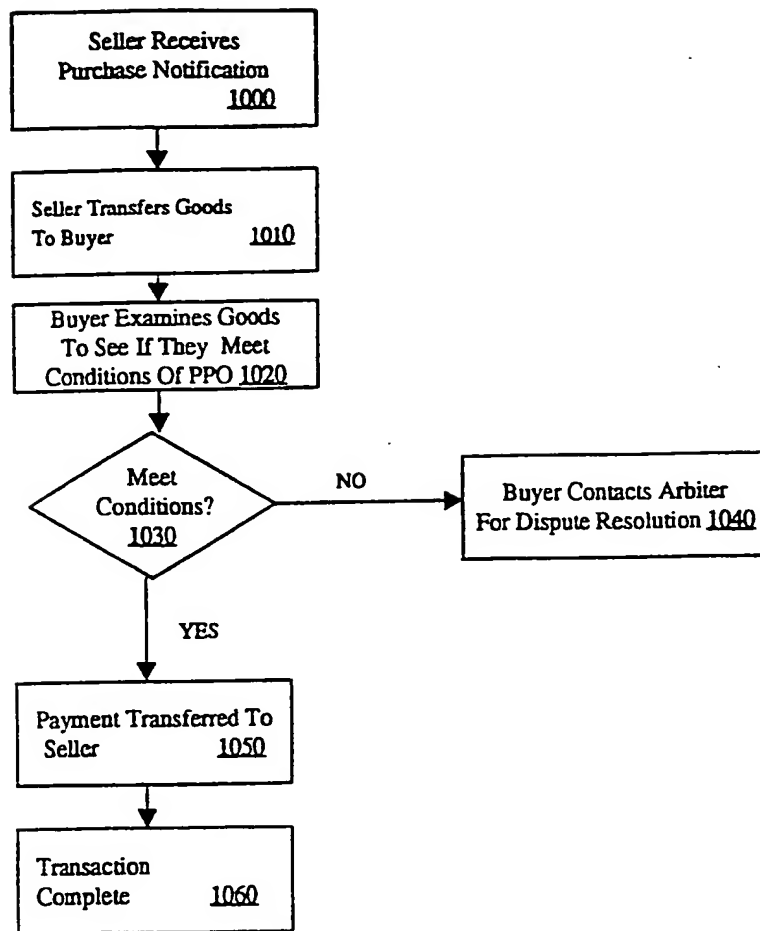 Seller Receives
Purchase Notification
1000
Seller Transfers Goods
To Buyer 1010
Buyer Examines Goods
To See If They Meet
Conditions Of PPO 1020
Meet
Conditions?
1030
NO
Buyer Contacts Arbiter
For Dispute Resolution 1040
YES
Payment Transferred To
Seller 1050
Transaction
Complete 1060